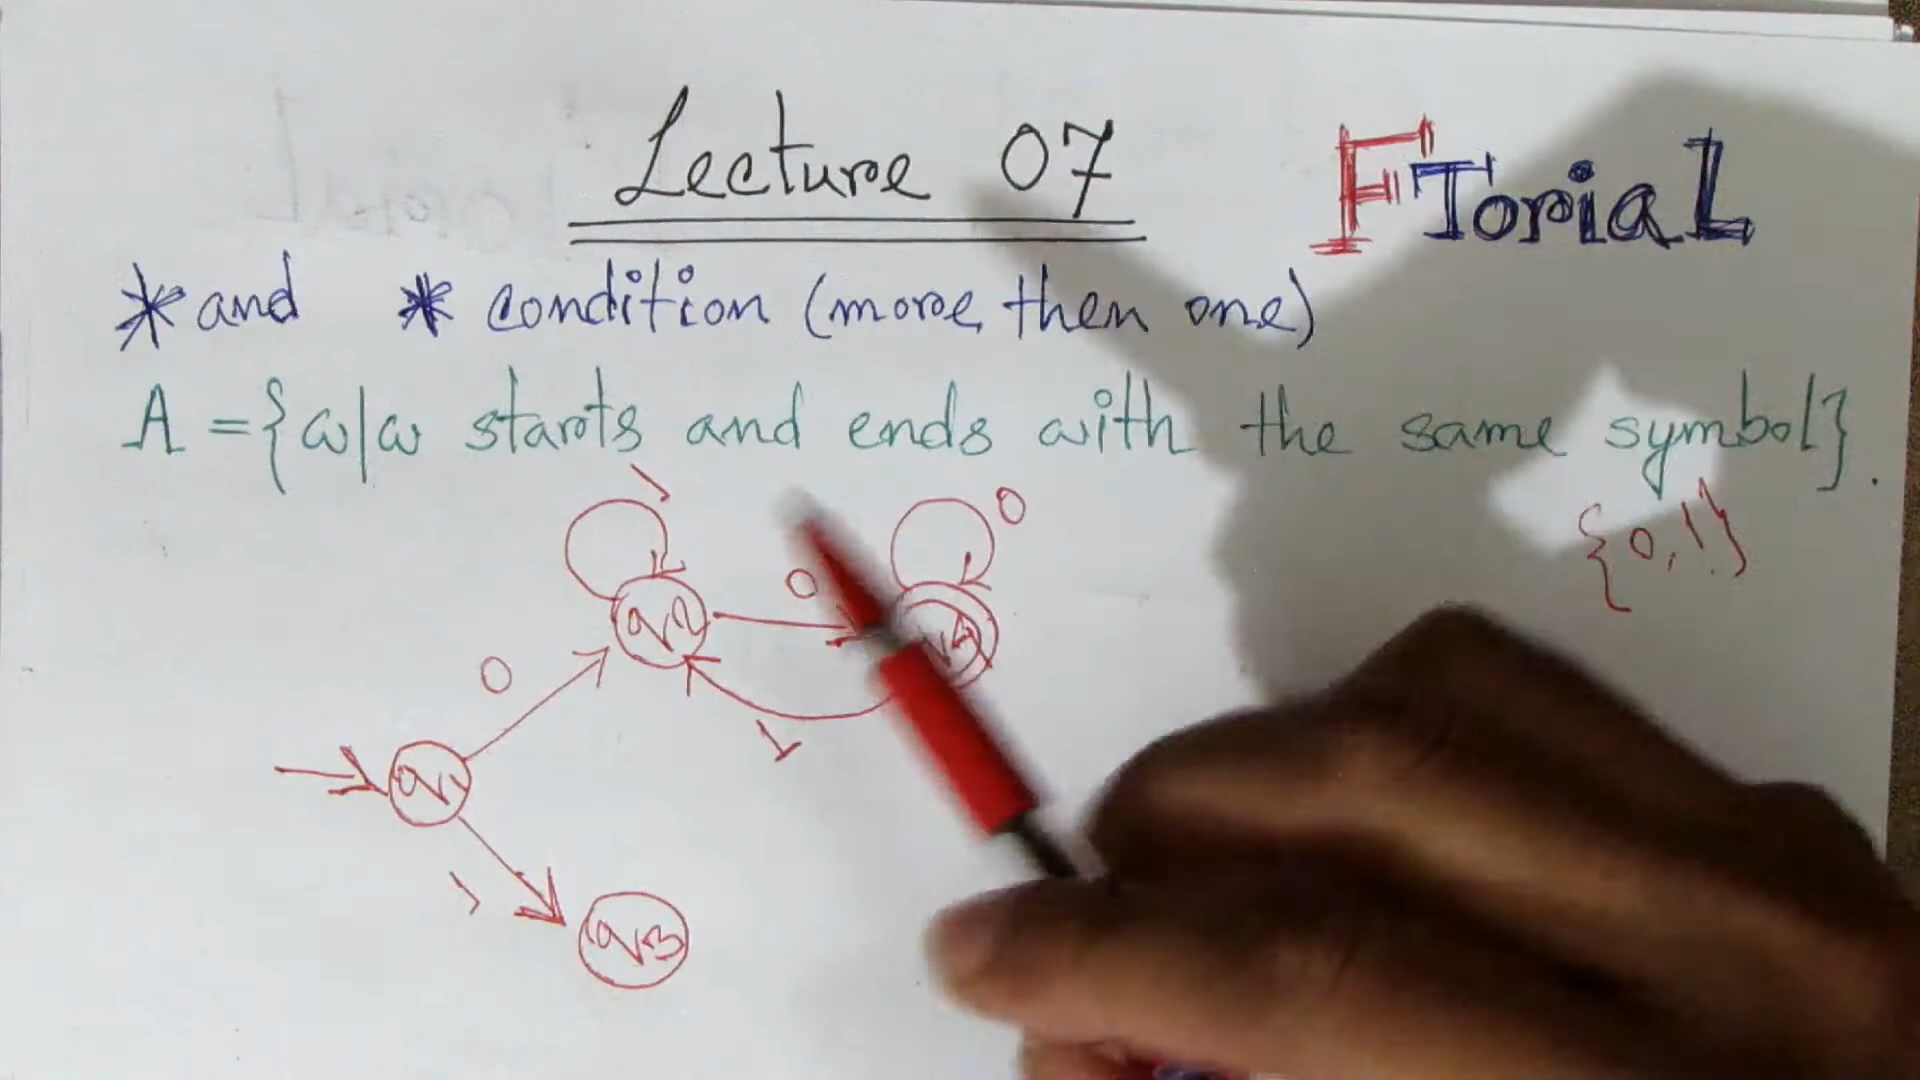 Lecture 07
FTorial
* and * condition (more then one)
A = {w|w starts and ends with the same symbol}.
{0,1}
1
0
0
q2
0
1
q1
1
q3